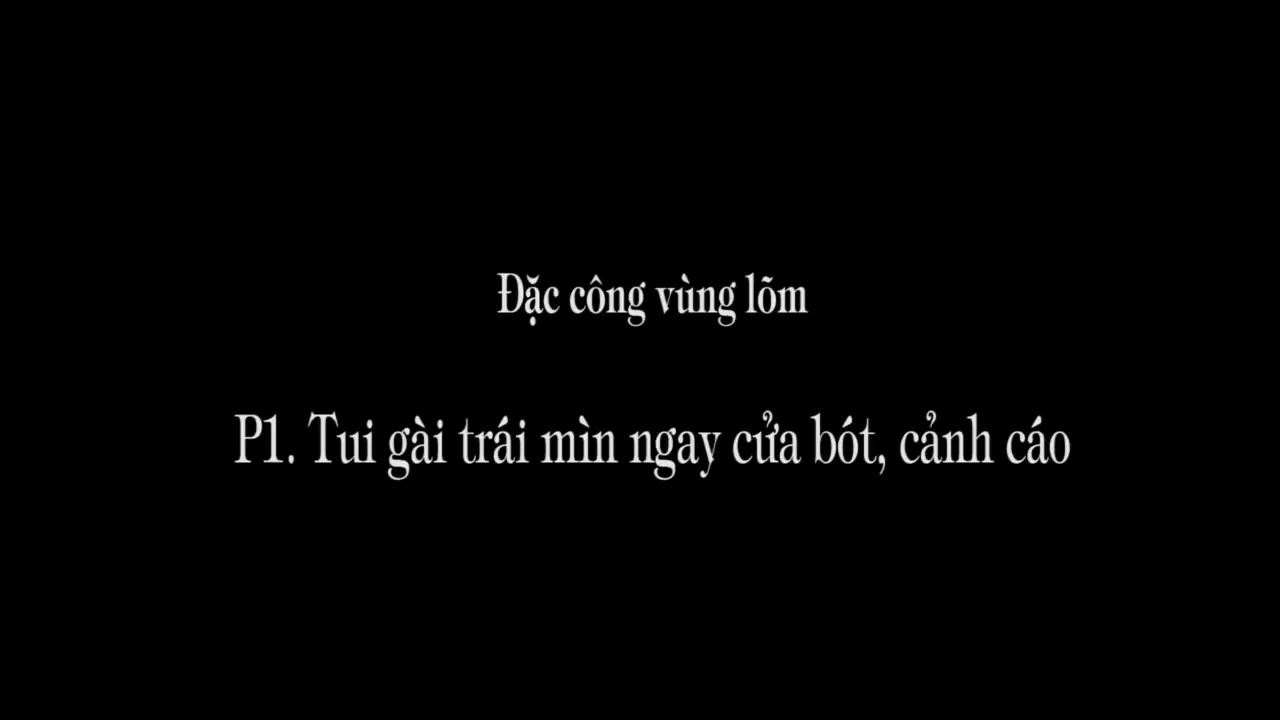 Đặc công vùng lõm
P1. Tui gài trái mìn ngay cửa bót, cảnh cáo